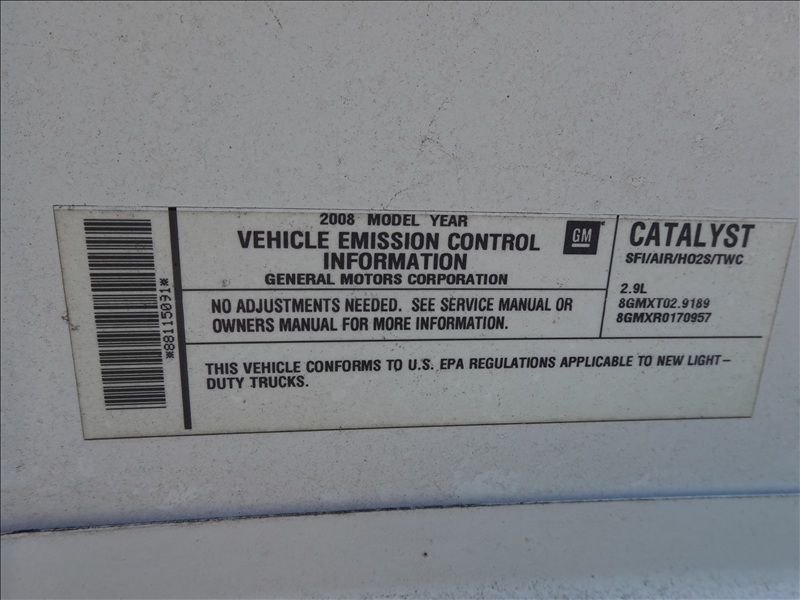 *88115091*
2008 MODEL YEAR
VEHICLE EMISSION CONTROL
INFORMATION
GENERAL MOTORS CORPORATION
GM
NO ADJUSTMENTS NEEDED. SEE SERVICE MANUAL OR
OWNERS MANUAL FOR MORE INFORMATION.
CATALYST
SFI/AIR/HO2S/TWC
2.9L
8GMXT02.9189
8GMXR0170957
THIS VEHICLE CONFORMS TO U.S. EPA REGULATIONS APPLICABLE TO NEW LIGHT-
DUTY TRUCKS.